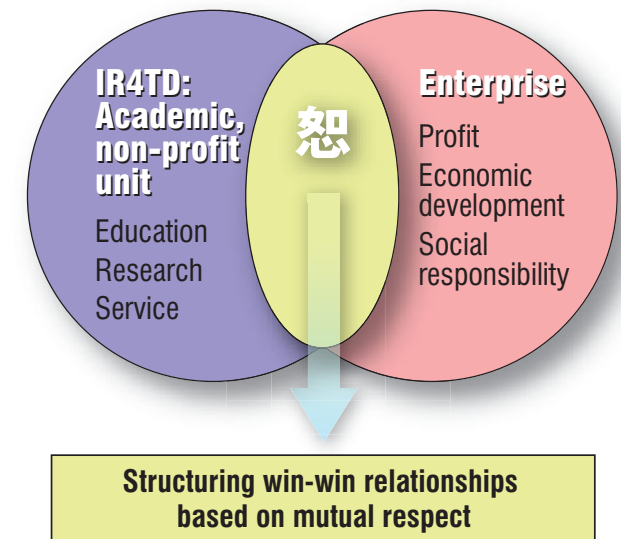 IR4TD:
Academic,
non-profit
unit
Education
Research
Service
恕
Enterprise
Profit
Economic
development
Social
responsibility
Structuring win-win relationships
based on mutual respect